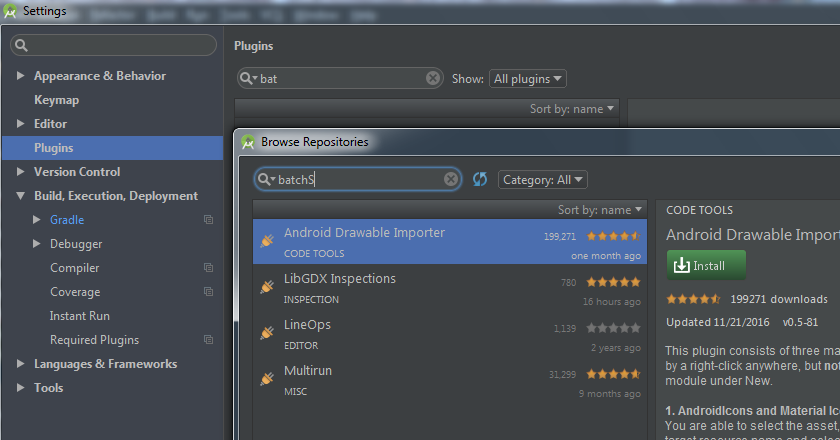 Settings
Plugins
bat
Show: All plugins
Appearance & Behavior
Keymap
Editor
Plugins
Version Control
Build, Execution, Deployment
Gradle
Debugger
Compiler
Coverage
Instant Run
Required Plugins
Languages & Frameworks
Tools
Sort by: name
Browse Repositories
batchS
Category: All
Sort by: name
Android Drawable Importer 199,271
CODE TOOLS one month ago
LibGDX Inspections 780
INSPECTION 16 hours ago
LineOps 1,139
EDITOR 2 years ago
Multirun 31,299
MISC 9 months ago
CODE TOOLS
Android Drawable Import
Install
199271 downloads
Updated 11/21/2016 v0.5-81
This plugin consists of three ma
by a right-click anywhere, but not
module under New.
1. AndroidIcons and Material Ico
You are able to select the asset,